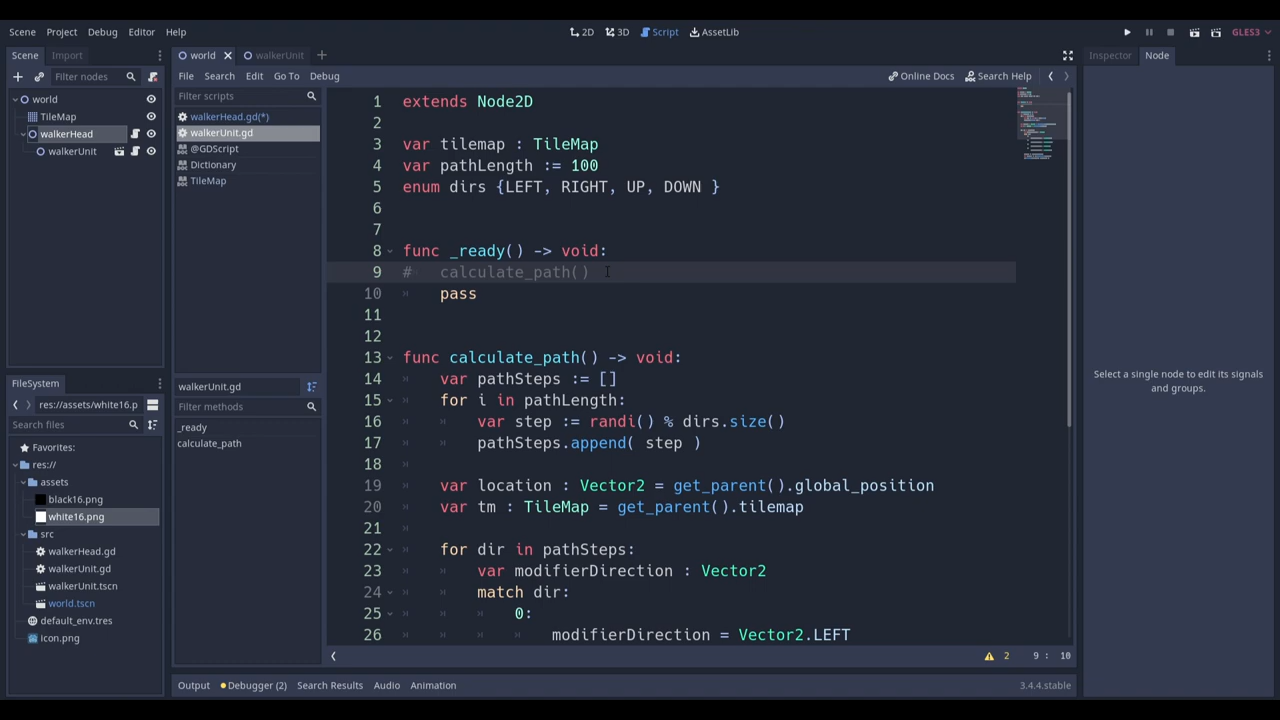 Scene Project Debug Editor Help
2D 3D Script AssetLib
GLES3
Scene Import
Filter nodes
world
TileMap
walkerHead
walkerUnit
FileSystem
res://assets/white16.p
Search files
Favorites:
res://
assets
black16.png
white16.png
src
walkerHead.gd
walkerUnit.gd
walkerUnit.tscn
world.tscn
default_env.tres
icon.png
world walkerUnit
File Search Edit Go To Debug
Online Docs Search Help
Filter scripts
walkerHead.gd(*)
walkerUnit.gd
@GDScript
Dictionary
TileMap
walkerUnit.gd
Filter methods
_ready
calculate_path
1 extends Node2D
2
3 var tilemap : TileMap
4 var pathLength := 100
5 enum dirs {LEFT, RIGHT, UP, DOWN }
6
7
8 func _ready() -> void:
9 # calculate_path()
10 pass
11
12
13 func calculate_path() -> void:
14 var pathSteps := []
15 for i in pathLength:
16 var step := randi() % dirs.size()
17 pathSteps.append( step )
18
19 var location : Vector2 = get_parent().global_position
20 var tm : TileMap = get_parent().tilemap
21
22 for dir in pathSteps:
23 var modifierDirection : Vector2
24 match dir:
25 0:
26 modifierDirection = Vector2.LEFT
2 9 : 10
Output Debugger (2) Search Results Audio Animation
3.4.4.stable
Inspector Node
Select a single node to edit its signals
and groups.